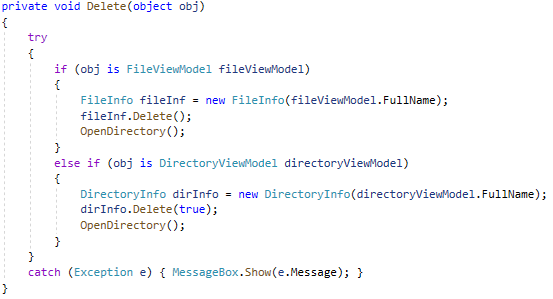 private void Delete(object obj)
{
    try
    {
        if (obj is FileViewModel fileViewModel)
        {
            FileInfo fileInf = new FileInfo(fileViewModel.FullName);
            fileInf.Delete();
            OpenDirectory();
        }
        else if (obj is DirectoryViewModel directoryViewModel)
        {
            DirectoryInfo dirInfo = new DirectoryInfo(directoryViewModel.FullName);
            dirInfo.Delete(true);
            OpenDirectory();
        }
    }
    catch (Exception e) { MessageBox.Show(e.Message); }
}